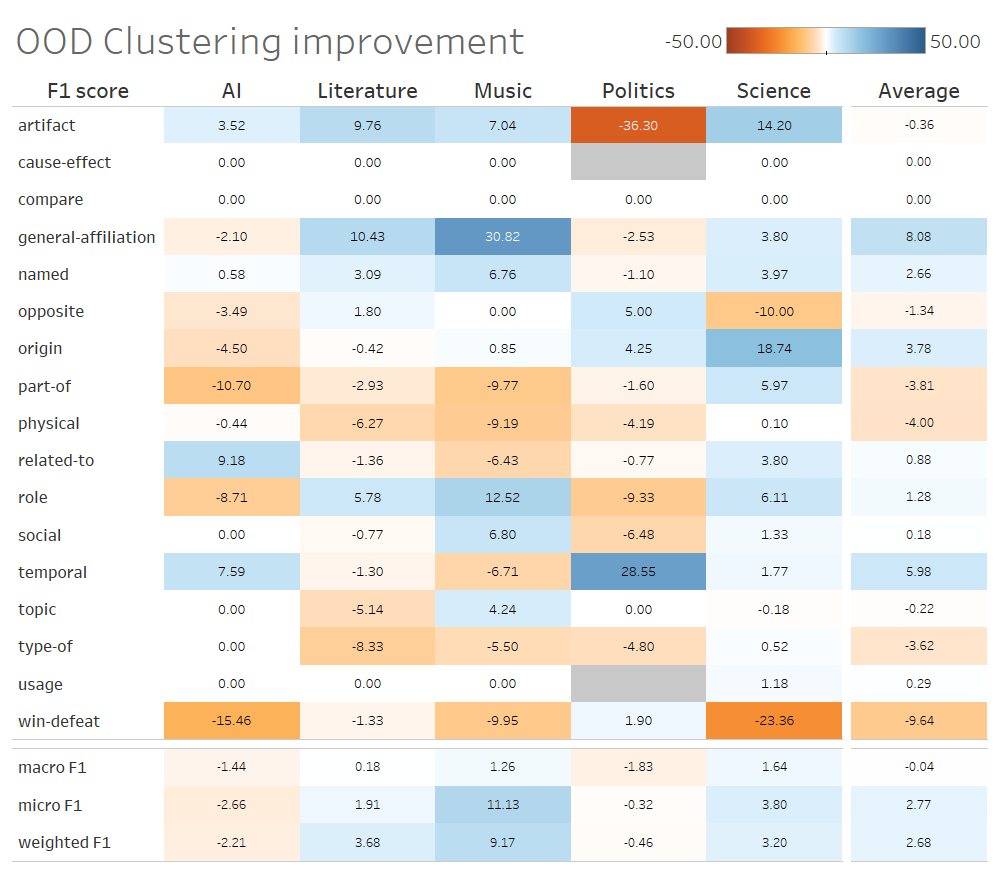 OOD Clustering improvement
-50.00 50.00
F1 score AI Literature Music Politics Science Average
artifact 3.52 9.76 7.04 -36.30 14.20 -0.36
cause-effect 0.00 0.00 0.00 0.00 0.00
compare 0.00 0.00 0.00 0.00 0.00 0.00
general-affiliation -2.10 10.43 30.82 -2.53 3.80 8.08
named 0.58 3.09 6.76 -1.10 3.97 2.66
opposite -3.49 1.80 0.00 5.00 -10.00 -1.34
origin -4.50 -0.42 0.85 4.25 18.74 3.78
part-of -10.70 -2.93 -9.77 -1.60 5.97 -3.81
physical -0.44 -6.27 -9.19 -4.19 0.10 -4.00
related-to 9.18 -1.36 -6.43 -0.77 3.80 0.88
role -8.71 5.78 12.52 -9.33 6.11 1.28
social 0.00 -0.77 6.80 -6.48 1.33 0.18
temporal 7.59 -1.30 -6.71 28.55 1.77 5.98
topic 0.00 -5.14 4.24 0.00 -0.18 -0.22
type-of 0.00 -8.33 -5.50 -4.80 0.52 -3.62
usage 0.00 0.00 0.00 1.18 0.29
win-defeat -15.46 -1.33 -9.95 1.90 -23.36 -9.64
macro F1 -1.44 0.18 1.26 -1.83 1.64 -0.04
micro F1 -2.66 1.91 11.13 -0.32 3.80 2.77
weighted F1 -2.21 3.68 9.17 -0.46 3.20 2.68